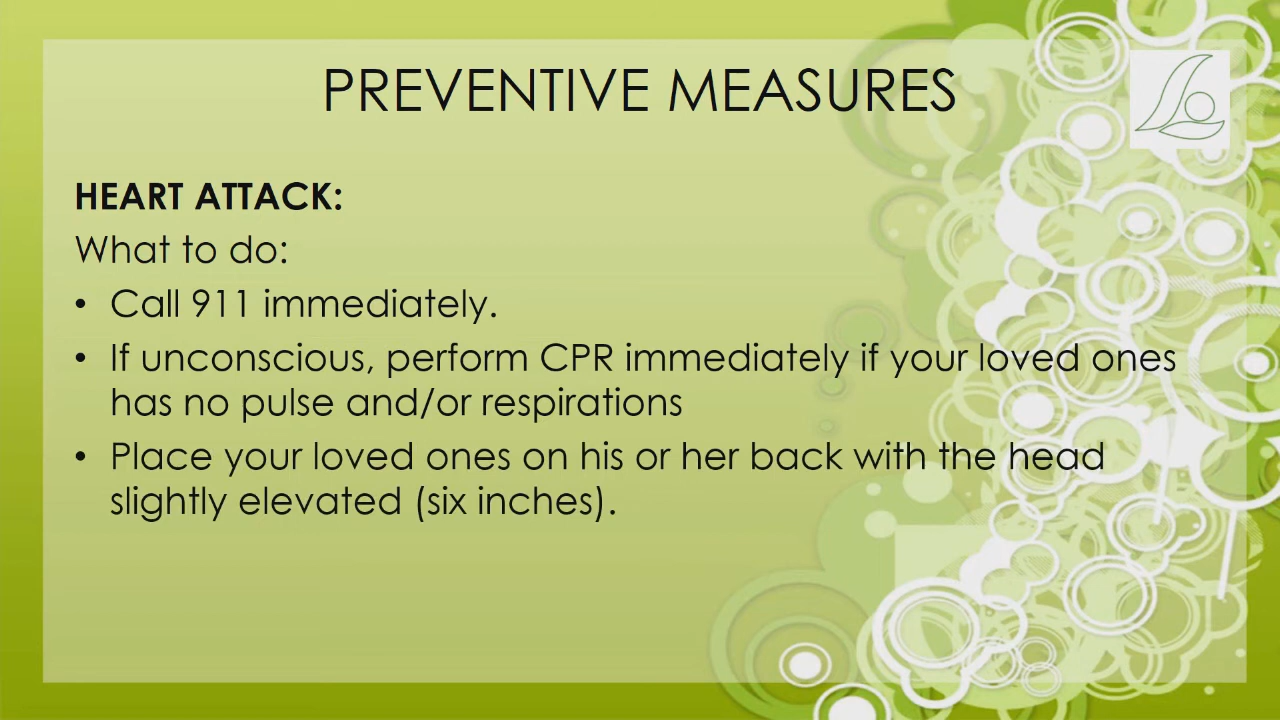 PREVENTIVE MEASURES
HEART ATTACK:
What to do:
• Call 911 immediately.
• If unconscious, perform CPR immediately if your loved ones
has no pulse and/or respirations
• Place your loved ones on his or her back with the head
slightly elevated (six inches).